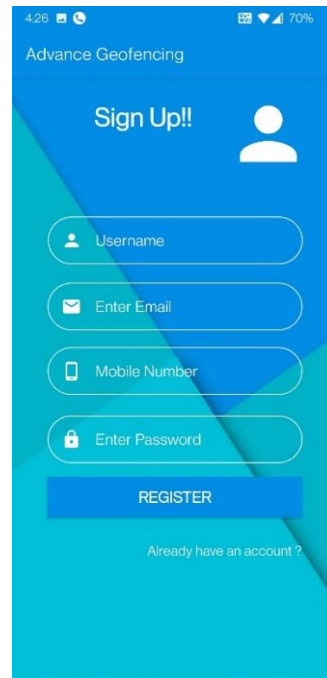 4:26 70%
Advance Geofencing
Sign Up!!
Username
Enter Email
Mobile Number
Enter Password
REGISTER
Already have an account ?